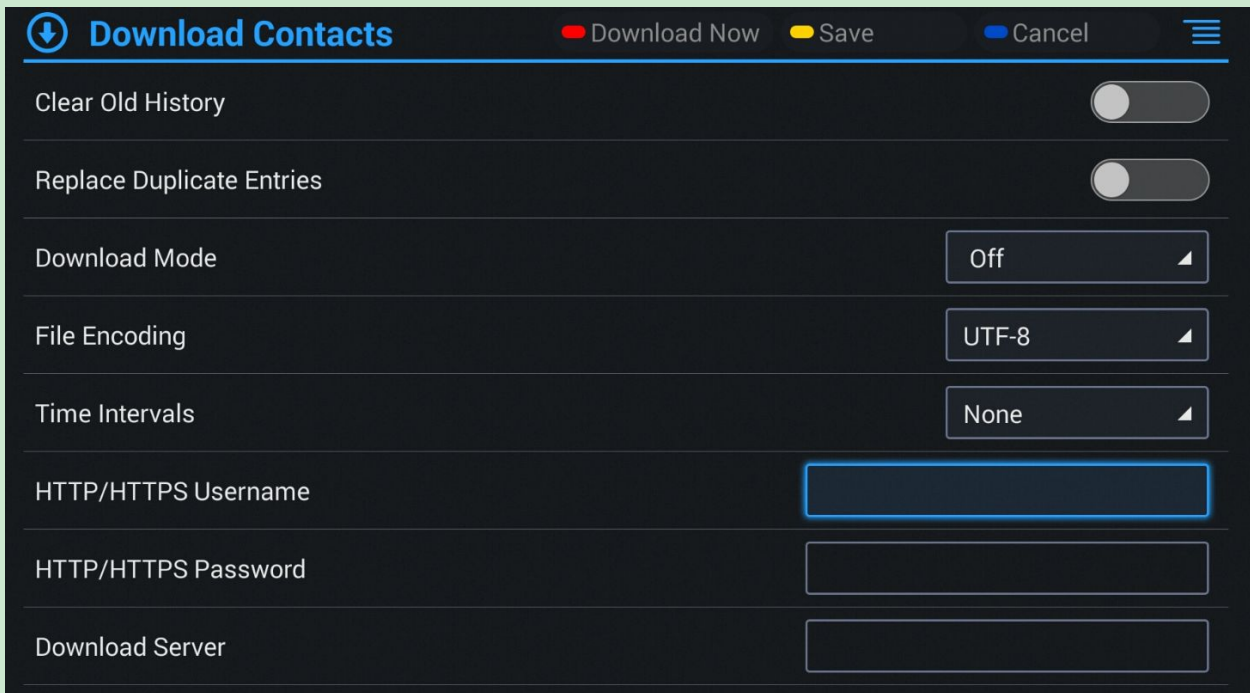 Download Contacts Download Now Save Cancel
Clear Old History
Replace Duplicate Entries
Download Mode Off
File Encoding UTF-8
Time Intervals None
HTTP/HTTPS Username
HTTP/HTTPS Password
Download Server